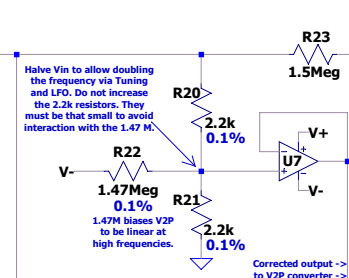 R23
1.5Meg
Halve Vin to allow doubling
the frequency via Tuning
and LFO. Do not increase
the 2.2k resistors. They
must be that small to avoid
interaction with the 1.47 M.
R20
2.2k
0.1%
V+
U7
V-
R22
V-
1.47Meg
0.1%
R21
2.2k
0.1%
1.47M biases V2P
to be linear at
high frequencies.
Corrected output ->
to V2P converter ->